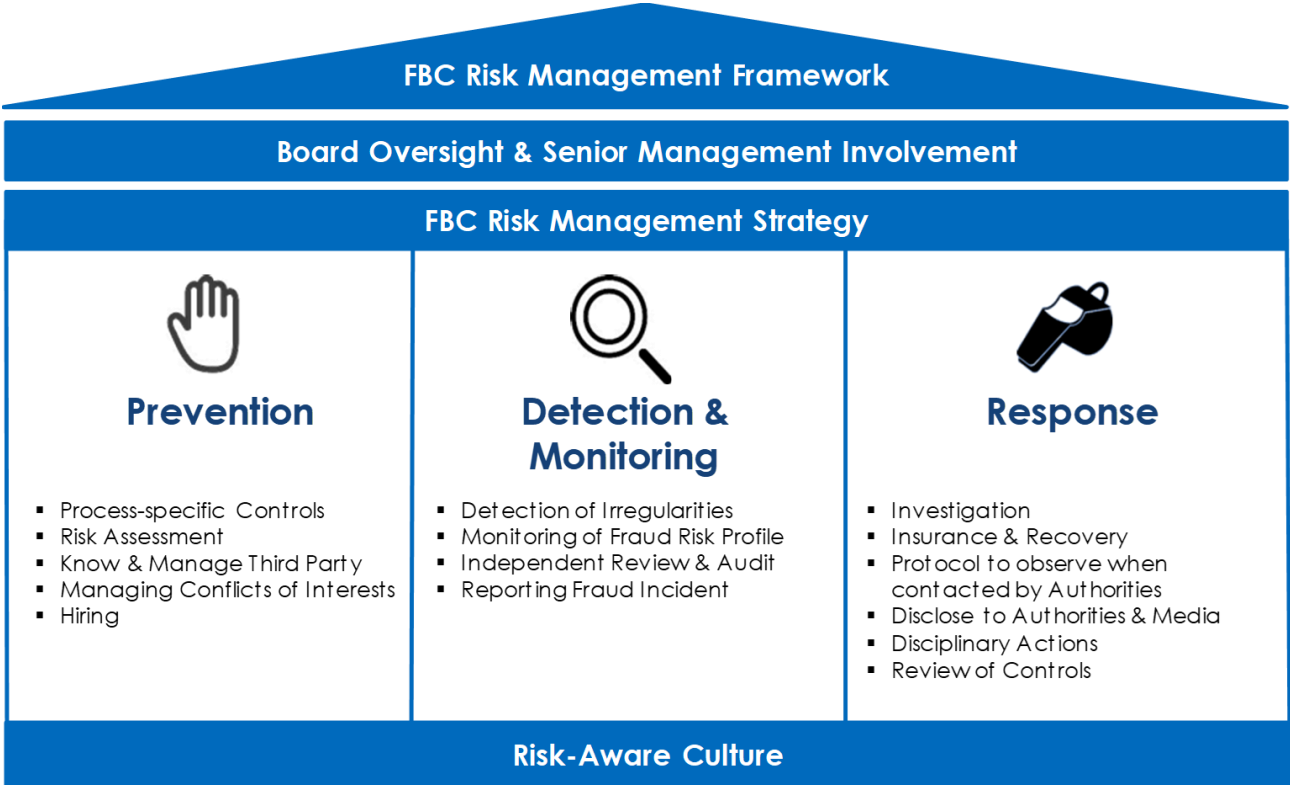 FBC Risk Management Framework
Board Oversight & Senior Management Involvement
FBC Risk Management Strategy
Prevention
▪ Process-specific Controls
▪ Risk Assessment
▪ Know & Manage Third Party
▪ Managing Conflicts of Interests
▪ Hiring
Detection &
Monitoring
▪ Detection of Irregularities
▪ Monitoring of Fraud Risk Profile
▪ Independent Review & Audit
▪ Reporting Fraud Incident
Response
▪ Investigation
▪ Insurance & Recovery
▪ Protocol to observe when
contacted by Authorities
▪ Disclose to Authorities & Media
▪ Disciplinary Actions
▪ Review of Controls
Risk-Aware Culture